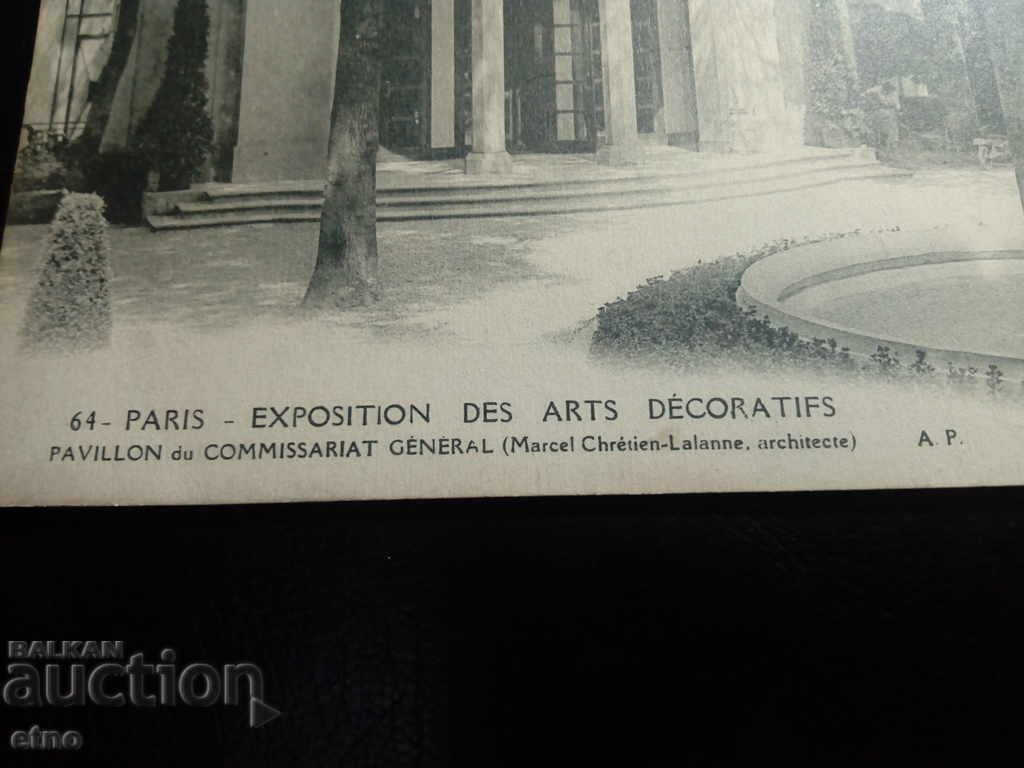 64- PARIS - EXPOSITION DES ARTS DÉCORATIFS
PAVILLON du COMMISSARIAT GÉNÉRAL (Marcel Chrétien-Lalanne, architecte) A. P.
BALKAN
auction
etno